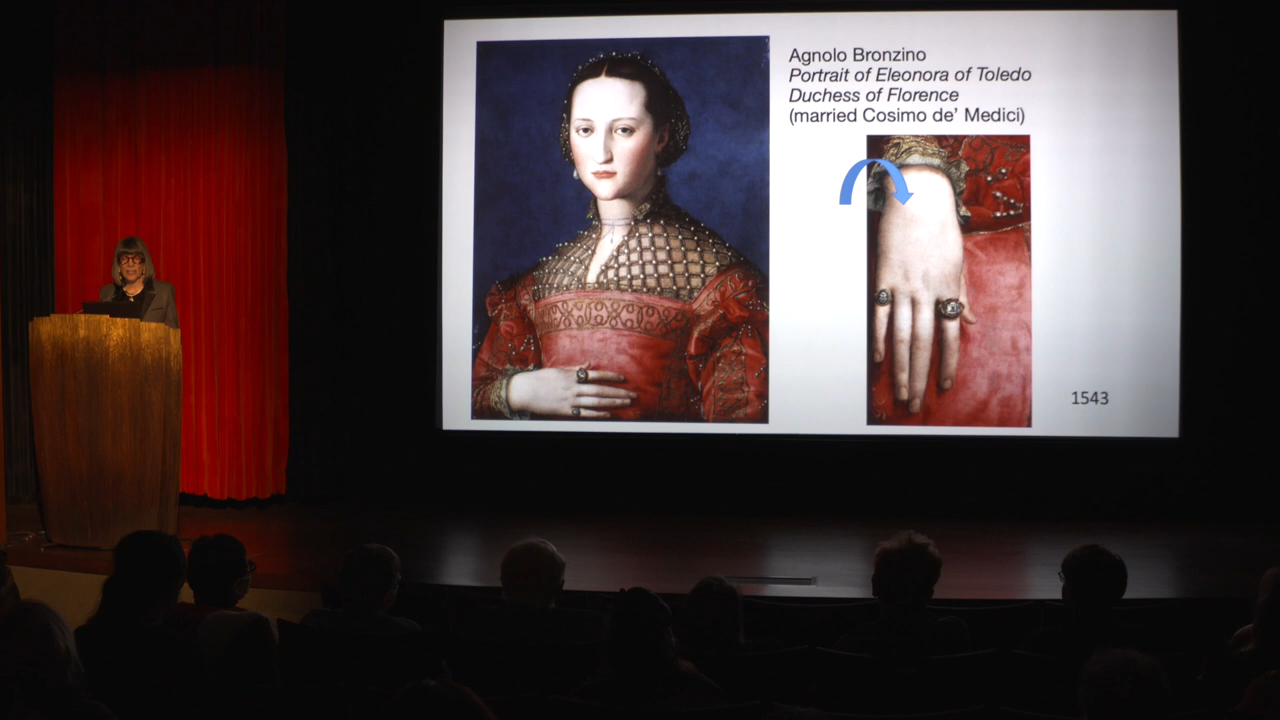 Agnolo Bronzino
Portrait of Eleonora of Toledo
Duchess of Florence
(married Cosimo de’ Medici)
1543